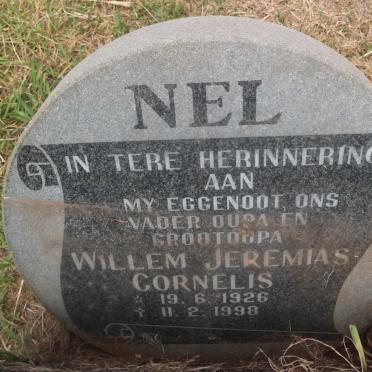 NEL
IN TERE HERINNERING
AAN
MY EGGENOOT, ONS
VADER OUPA EN
GROOTOUPA
WILLEM JEREMIAS
CORNELIS
☆ 19.6.1926
† 11.2.1998